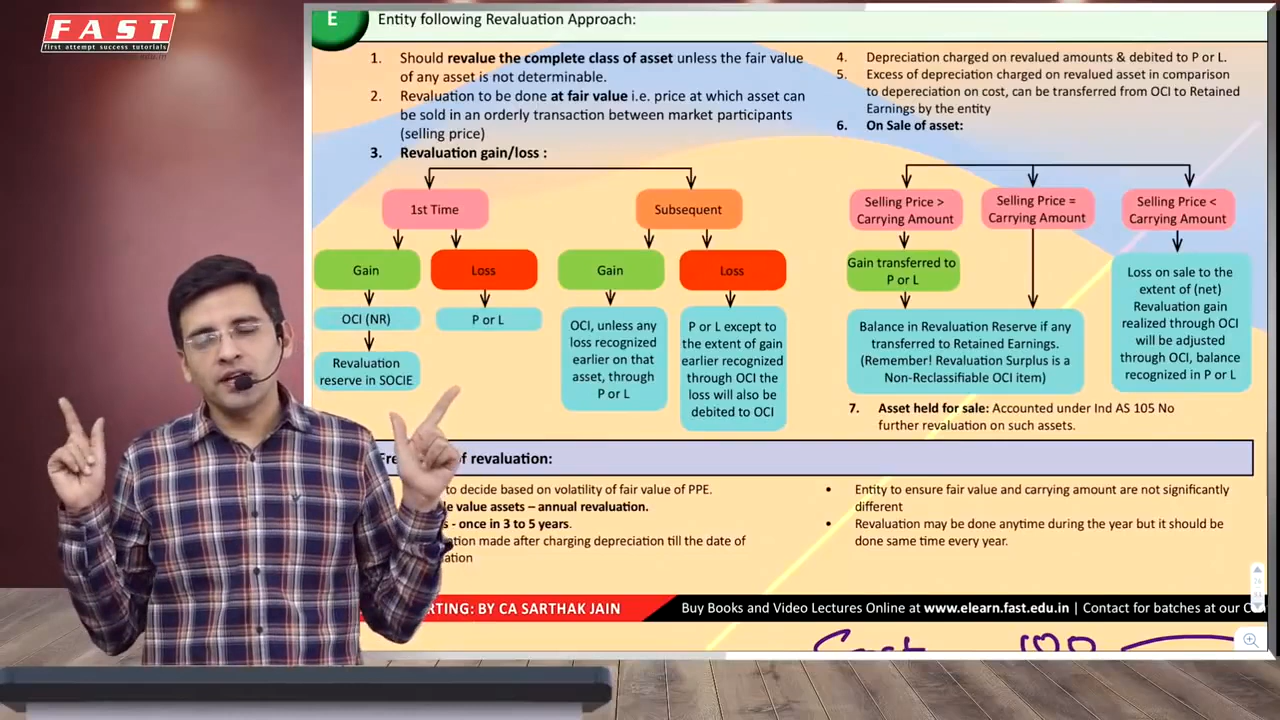 FAST
first attempt success tutorials
E
Entity following Revaluation Approach:
1. Should revalue the complete class of asset unless the fair value
of any asset is not determinable.
2. Revaluation to be done at fair value i.e. price at which asset can
be sold in an orderly transaction between market participants
(selling price)
3. Revaluation gain/loss :
1st Time
Subsequent
Gain
Loss
Gain
Loss
OCI (NR)
P or L
Revaluation
reserve in SOCIE
OCI, unless any
loss recognized
earlier on that
asset, through
P or L
P or L except to
the extent of gain
earlier recognized
through OCI the
loss will also be
debited to OCI
4. Depreciation charged on revalued amounts & debited to P or L.
5. Excess of depreciation charged on revalued asset in comparison
to depereciation on cost, can be transferred from OCI to Retained
Earnings by the entity
6. On Sale of asset:
Selling Price >
Carrying Amount
Selling Price =
Carrying Amount
Selling Price <
Carrying Amount
Gain transferred to
P or L
Balance in Revaluation Reserve if any
transferred to Retained Earnings.
(Remember! Revaluation Surplus is a
Non-Reclassifiable OCI item)
Loss on sale to the
extent of (net)
Revaluation gain
realized through OCI
will be adjusted
through OCI, balance
recognized in P or L
7. Asset held for sale: Accounted under Ind AS 105 No
further revaluation on such assets.
of revaluation:
to decide based on volatility of fair value of PPE.
value assets – annual revaluation.
- once in 3 to 5 years.
made after charging depreciation till the date of
• Entity to ensure fair value and carrying amount are not significantly
different
• Revaluation may be done anytime during the year but it should be
done same time every year.
BY CA SARTHAK JAIN
Buy Books and Video Lectures Online at www.elearn.fast.edu.in | Contact for batches at our
Cost 100